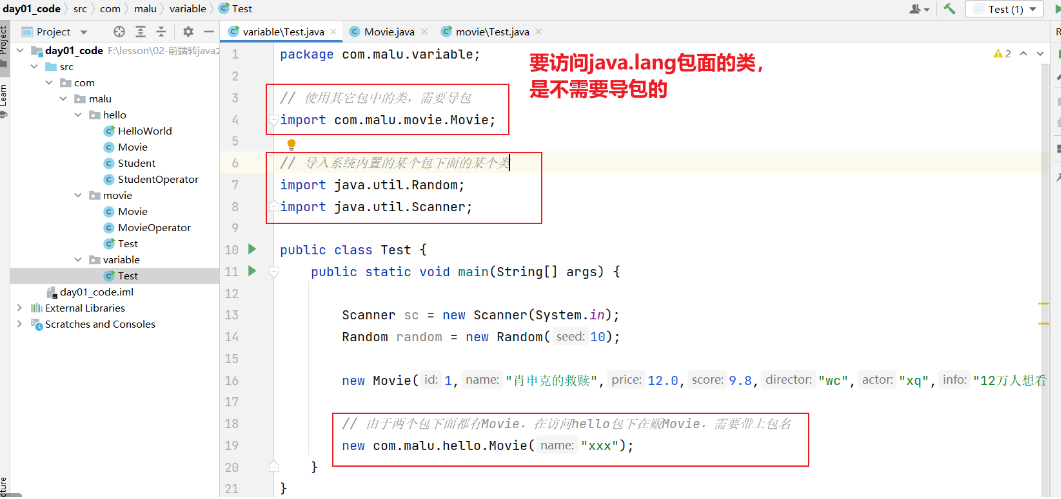 day01_code › src › com › malu › variable › Test
Test (1)
Project
variable\Test.java
Movie.java
movie\Test.java
Project
Learn
day01_code F:\lesson\02-前端转java
src
com
malu
hello
HelloWorld
Movie
Student
StudentOperator
movie
Movie
MovieOperator
Test
variable
Test
day01_code.iml
External Libraries
Scratches and Consoles
2
要访问java.lang包面的类，
是不需要导包的
1 package com.malu.variable;
2
3 // 使用其它包中的类，需要导包
4 import com.malu.movie.Movie;
5
6 // 导入系统内置的某个包下面的某个类
7 import java.util.Random;
8 import java.util.Scanner;
9
10 public class Test {
11 public static void main(String[] args) {
12
13 Scanner sc = new Scanner(System.in);
14 Random random = new Random( seed: 10);
15
16 new Movie( id: 1, name: "肖申克的救赎", price: 12.0, score: 9.8, director: "wc", actor: "xq", info: "12万人想看
17
18 // 由于两个包下面都有Movie，在访问hello包下在的Movie，需要带上包名
19 new com.malu.hello.Movie( name: "xxx");
20 }
21 }